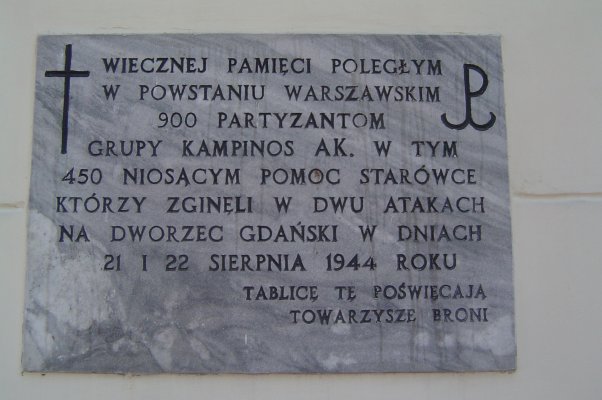 WIECZNEJ PAMIĘCI POLEGŁYM
W POWSTANIU WARSZAWSKIM
900 PARTYZANTOM
GRUPY KAMPINOS AK. W TYM
450 NIOSĄCYM POMOC STARÓWCE
KTÓRZY ZGINĘLI W DWU ATAKACH
NA DWORZEC GDAŃSKI W DNIACH
21 I 22 SIERPNIA 1944 ROKU
TABLICĘ TĘ POŚWIĘCAJĄ
TOWARZYSZE BRONI